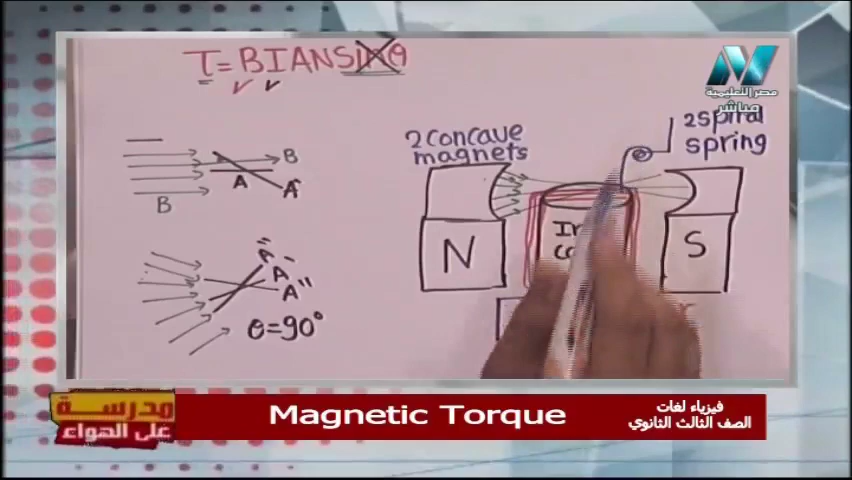 τ = BIANSinθ
مصر التعليمية
مباشر
2 Spiral
spring
2 concave
magnets
B
A
A'
B
N
S
A"
A'
A"
θ=90°
مدرسة
على الهواء
Magnetic Torque
فيزياء لغات
الصف الثالث الثانوي